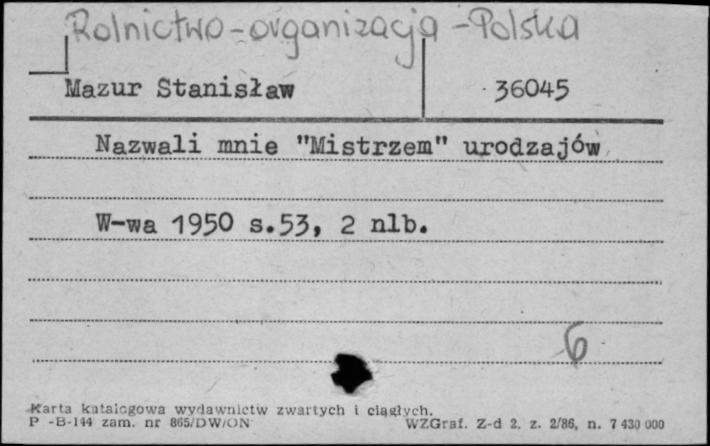 Rolnictwo-organizacja-Polska
Mazur Stanisław 36045
Nazwali mnie "Mistrzem" urodzajów
W-wa 1950 s.53, 2 nlb.
6
Karta katalogowa wydawnictw zwartych i ciągłych.
P -B-144 zam. nr 865/DW/ON WZGraf. Z-d 2. z. 2/86, n. 7 430 000